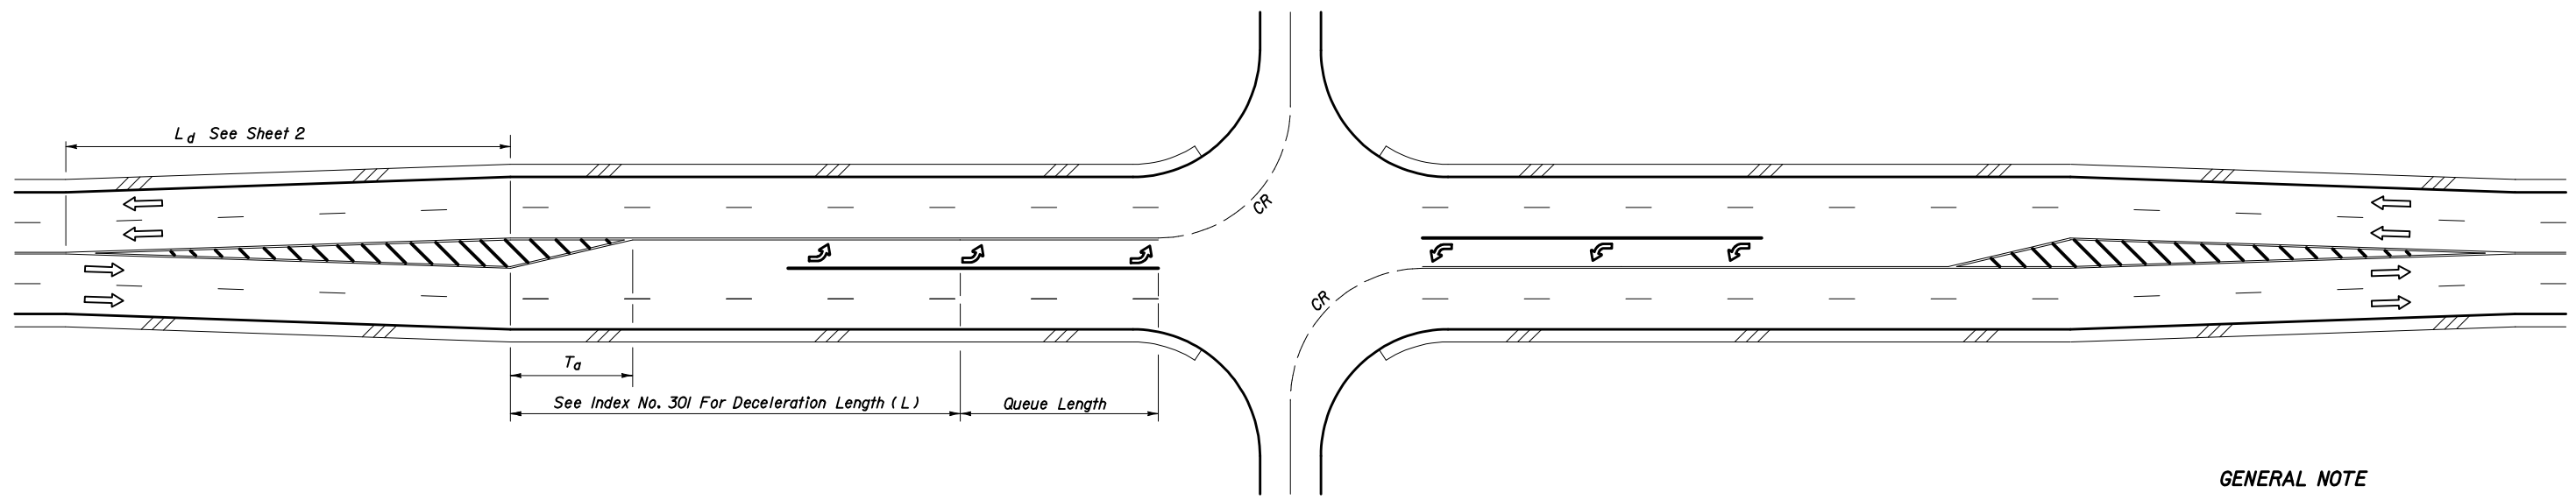 Ld See Sheet 2
CR
CR
Ta
See Index No. 301 For Deceleration Length (L)
Queue Length
GENERAL NOTE